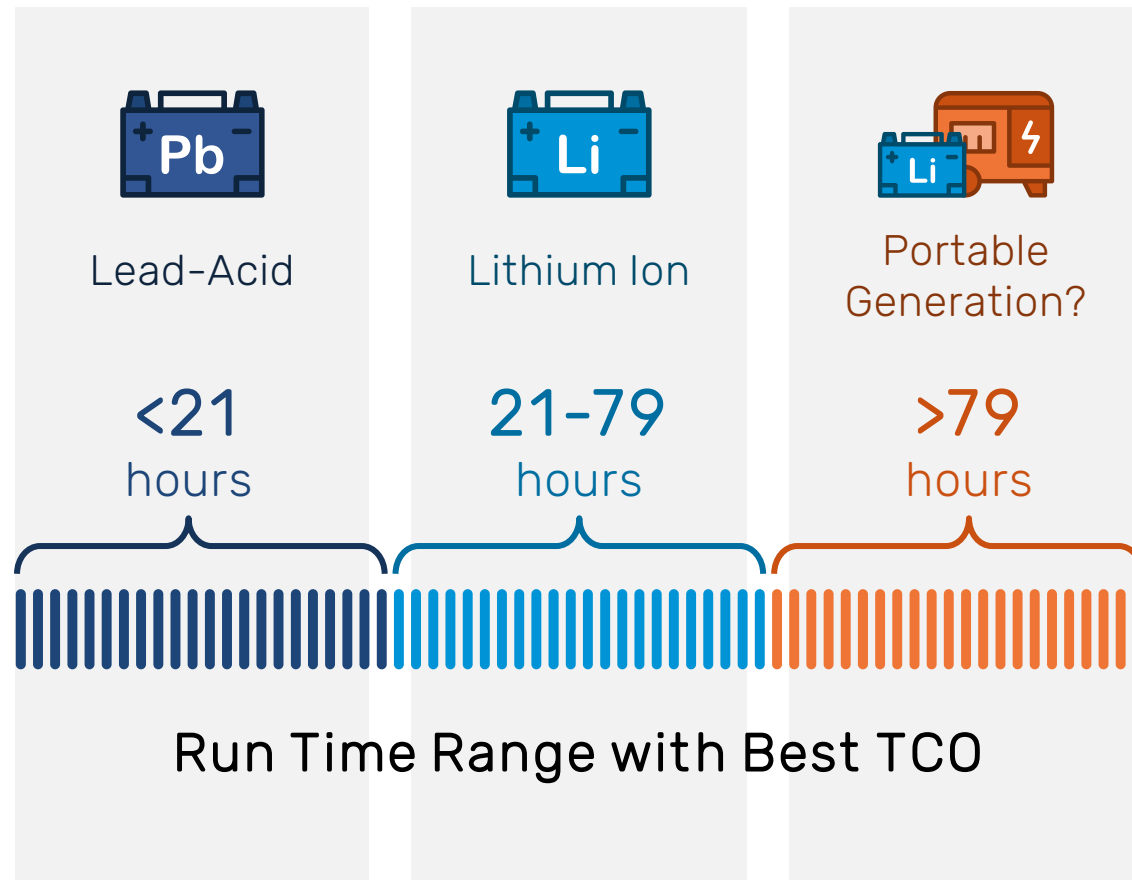 + Pb -
Lead-Acid
<21
hours
+ Li -
Lithium Ion
21-79
hours
+ Li -
Portable
Generation?
>79
hours
Run Time Range with Best TCO